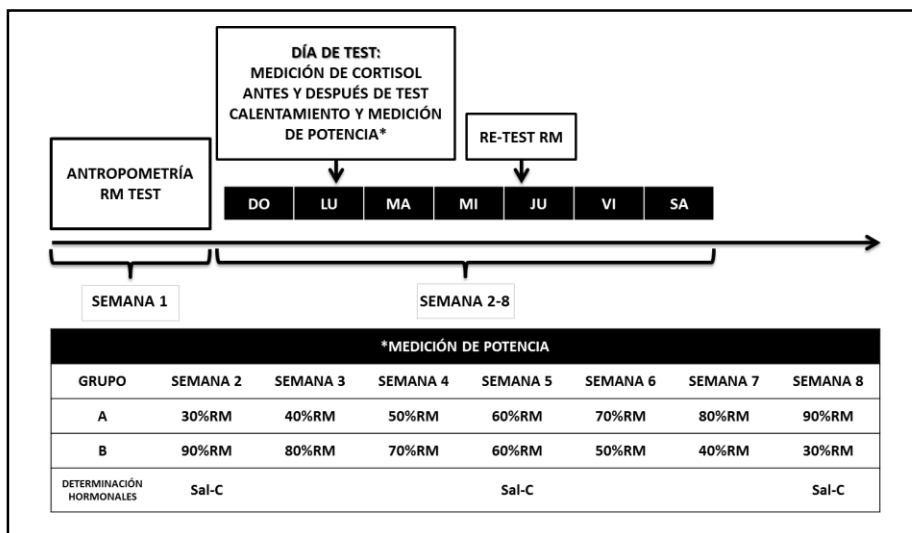 DÍA DE TEST:
MEDICIÓN DE CORTISOL
ANTES Y DESPUÉS DE TEST
CALENTAMIENTO Y MEDICIÓN
DE POTENCIA*
RE-TEST RM
ANTROPOMETRÍA
RM TEST
DO LU MA MI JU VI SA
SEMANA 1
SEMANA 2-8
*MEDICIÓN DE POTENCIA
GRUPO SEMANA 2 SEMANA 3 SEMANA 4 SEMANA 5 SEMANA 6 SEMANA 7 SEMANA 8
A 30%RM 40%RM 50%RM 60%RM 70%RM 80%RM 90%RM
B 90%RM 80%RM 70%RM 60%RM 50%RM 40%RM 30%RM
DETERMINACIÓN
HORMONALES
Sal-C Sal-C Sal-C